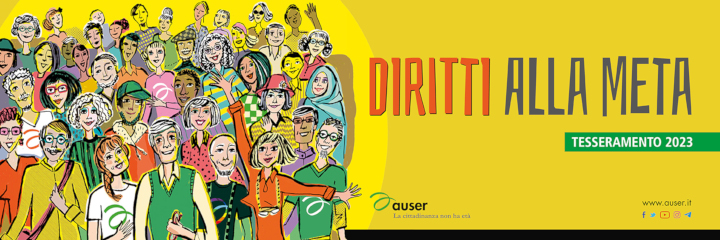 DIRITTI ALLA META
TESSERAMENTO 2023
auser
La cittadinanza non ha età
www.auser.it